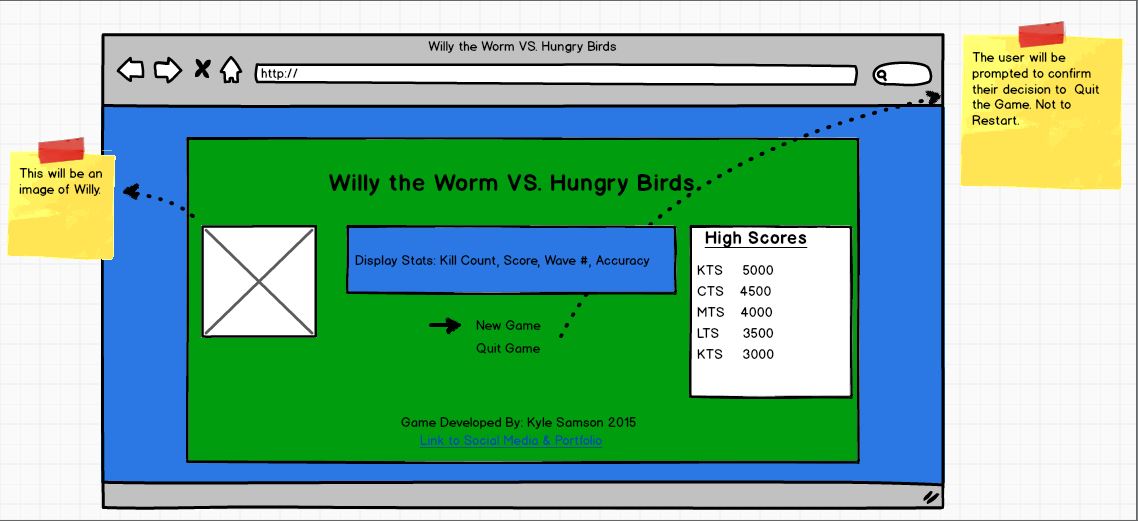 Willy the Worm VS. Hungry Birds
http://
The user will be
prompted to confirm
their decision to Quit
the Game. Not to
Restart.
This will be an
image of Willy.
Willy the Worm VS. Hungry Birds
Display Stats: Kill Count, Score, Wave #, Accuracy
New Game
Quit Game
High Scores
KTS 5000
CTS 4500
MTS 4000
LTS 3500
KTS 3000
Game Developed By: Kyle Samson 2015
Link to Social Media & Portfolio